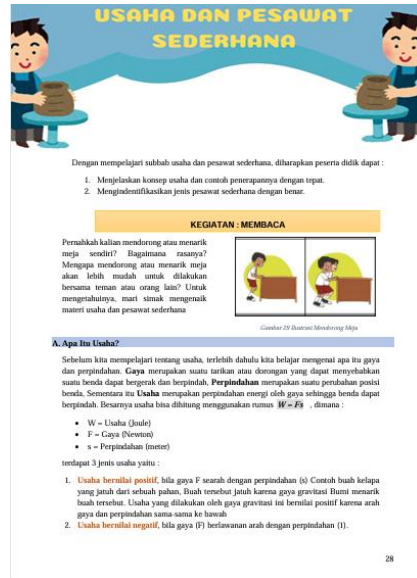 USAHA DAN PESAWAT
SEDERHANA
Dengan mempelajari subbab usaha dan pesawat sederhana, diharapkan peserta didik dapat :
1. Menjelaskan konsep usaha dan contoh penerapannya dengan tepat.
2. Mengindentifikasikan jenis pesawat sederhana dengan benar.
KEGIATAN : MEMBACA
Pernahkah kalian mendorong atau menarik
meja sendiri? Bagaimana rasanya?
Mengapa mendorong atau menarik meja
akan lebih mudah untuk dilakukan
bersama teman atau orang lain? Untuk
mengetahuinya, mari simak mengenaik
materi usaha dan pesawat sederhana
Gambar 29 Ilustrasi Mendorong Meja
A. Apa Itu Usaha?
Sebelum kita mempelajari tentang usaha, terlebih dahulu kita belajar mengenai apa itu gaya
dan perpindahan. Gaya merupakan suatu tarikan atau dorongan yang dapat menyebabkan
suatu benda dapat bergerak dan berpindah, Perpindahan merupakan suatu perubahan posisi
benda, Sementara itu Usaha merupakan perpindahan energi oleh gaya sehingga benda dapat
berpindah. Besarnya usaha bisa dihitung menggunakan rumus W = Fs , dimana :
• W = Usaha (Joule)
• F = Gaya (Newton)
• s = Perpindahan (meter)
terdapat 3 jenis usaha yaitu :
1. Usaha bernilai positif, bila gaya F searah dengan perpindahan (s) Contoh buah kelapa
yang jatuh dari sebuah pahan, Buah tersebut jatuh karena gaya gravitasi Bumi menarik
buah tersebut. Usaha yang dilakukan oleh gaya gravitasi ini bernilai positif karena arah
gaya dan perpindahan sama-sama ke bawah
2. Usaha bernilai negatif, bila gaya (F) berlawanan arah dengan perpindahan (1).
28